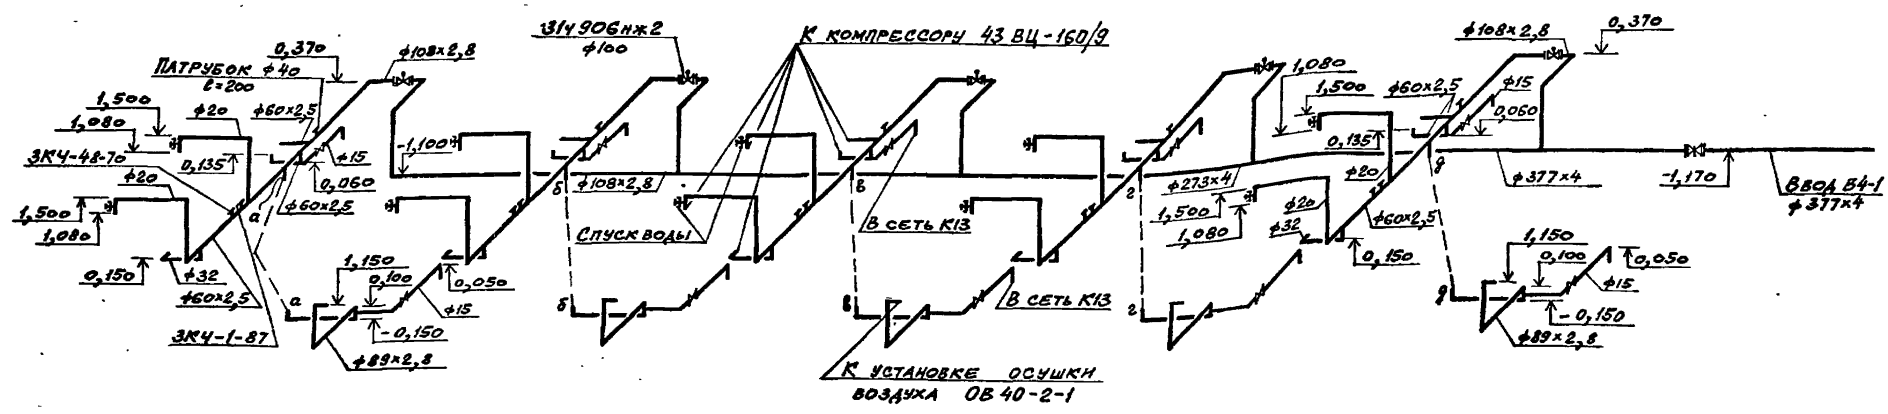 31ч906нж2
ф100
К КОМПРЕССОРУ 43 ВЦ-160/9
0,370
ф108×2,8
ПАТРУБОК ф40
ℓ=200
1,500
ф20
ф60×2,5
1,080
ЗКЧ-48-70
0,135
ф15
-1,100
0,060
ф20
а
ф60×2,5
1,500
1,080
0,150
ф32
ф60×2,5
ЗКЧ-1-87
а
1,150
0,100
0,050
ф15
-0,150
ф89×2,8
б
ф108×2,8
СПУСК ВОДЫ
б
в
В СЕТЬ К13
в
В СЕТЬ К13
К УСТАНОВКЕ ОСУШКИ
ВОЗДУХА ОВ 40-2-1
г
ф273×4
г
1,080
1,500
ф60×2,5
ф108×2,8
0,370
ф15
0,060
0,135
ф20
д
1,500
1,080
ф20
ф32
ф60×2,5
0,150
ф377×4
-1,170
ВВОД В4-1
ф377×4
1,150
0,100
0,050
ф15
д
-0,150
ф89×2,8